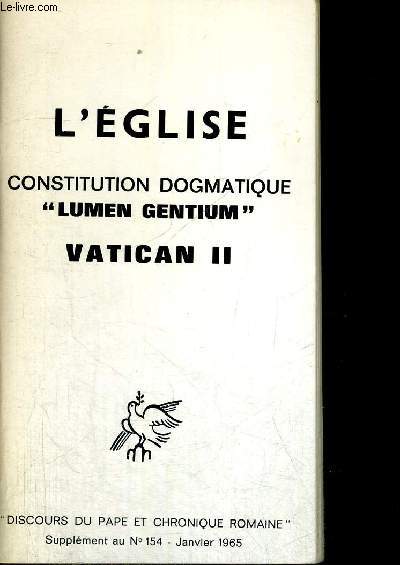 Le-livre.com
L'ÉGLISE
CONSTITUTION DOGMATIQUE
"LUMEN GENTIUM"
VATICAN II
"DISCOURS DU PAPE ET CHRONIQUE ROMAINE"
Supplément au N° 154 - Janvier 1965